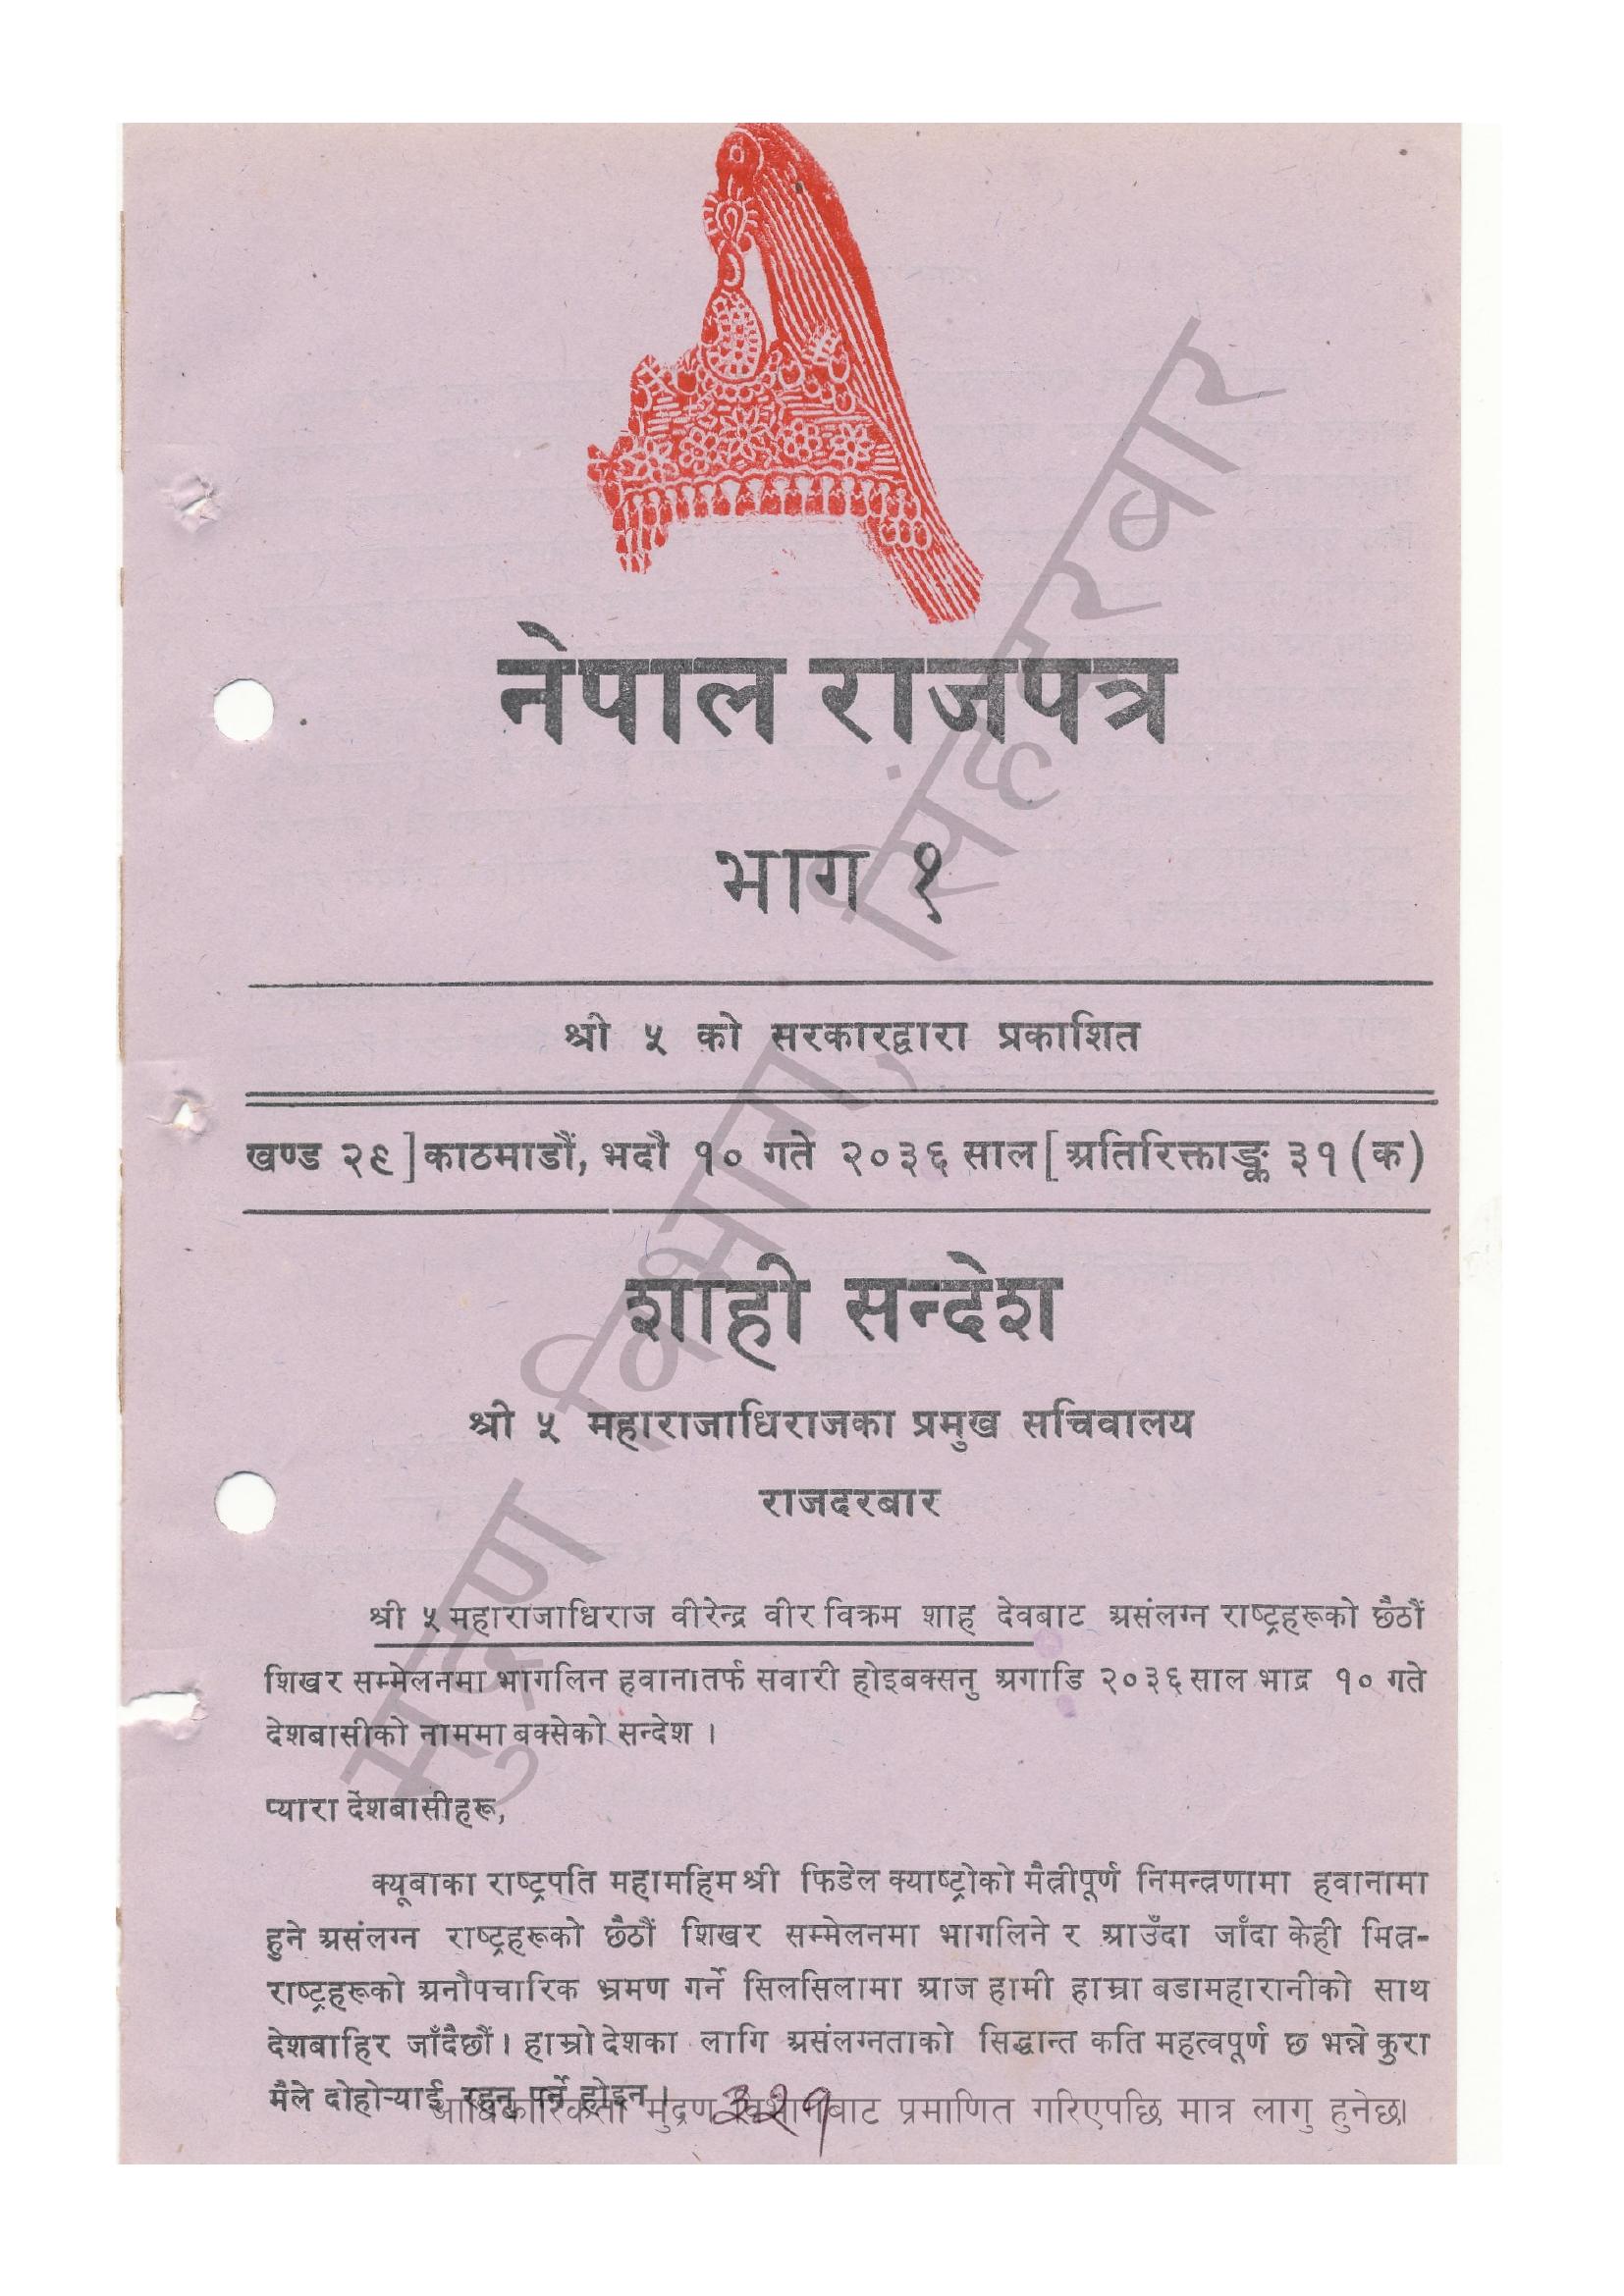 नेपाल राजपत्र
भाग १
श्री ५ को सरकारद्वारा प्रकाशित
खण्ड २९] काठमाडौं, भदौ १० गते २०३६ साल [अतिरिक्ताङ्क ३१ (क)
शाही सन्देश
श्री ५ महाराजाधिराजका प्रमुख सचिवालय
राजदरबार
श्री ५ महाराजाधिराज वीरेन्द्र वीर विक्रम शाह देवबाट असंलग्न राष्ट्रहरूको छैठौं
शिखर सम्मेलनमा भागलिन हवानातर्फ सवारी होइबक्सनु अगाडि २०३६ साल भाद्र १० गते
देशबासीको नाममा बक्सेको सन्देश ।
प्यारा देशबासीहरू,
क्यूबाका राष्ट्रपति महामहिम श्री फिडेल क्याष्ट्रोको मैत्रीपूर्ण निमन्त्रणामा हवानामा
हुने असंलग्न राष्ट्रहरूको छैठौं शिखर सम्मेलनमा भागलिने र आउँदा जाँदा केही मित्र-
राष्ट्रहरूको अनौपचारिक भ्रमण गर्ने सिलसिलामा आज हामी हाम्रा बडामहारानीको साथ
देशबाहिर जाँदैछौं । हाम्रो देशका लागि असंलग्नताको सिद्धान्त कति महत्वपूर्ण छ भन्ने कुरा
मैले दोहोर्‍याई रहनु पर्ने होइन ।
आधिकारिकता मुद्रण विभागबाट प्रमाणित गरिएपछि मात्र लागु हुनेछ।
३२१
मुद्रण विभाग, सिंहदरबार